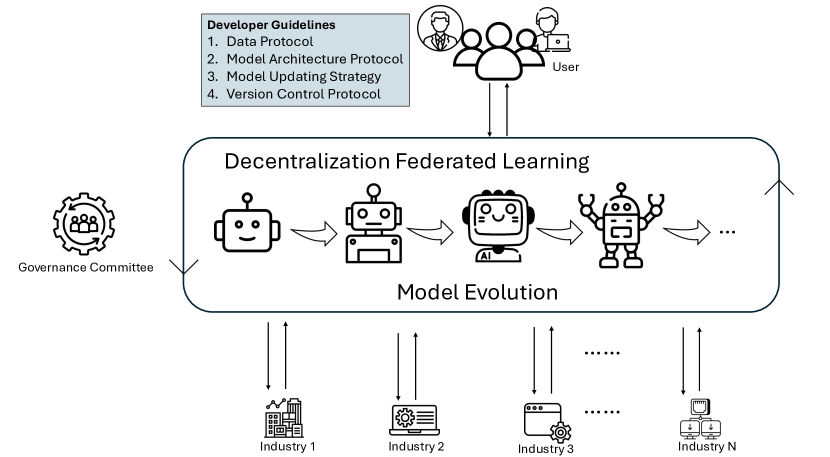 Developer Guidelines
1. Data Protocol
2. Model Architecture Protocol
3. Model Updating Strategy
4. Version Control Protocol
User
Decentralization Federated Learning
AI
...
Model Evolution
Governance Committee
......
......
Industry 1
Industry 2
Industry 3
Industry N